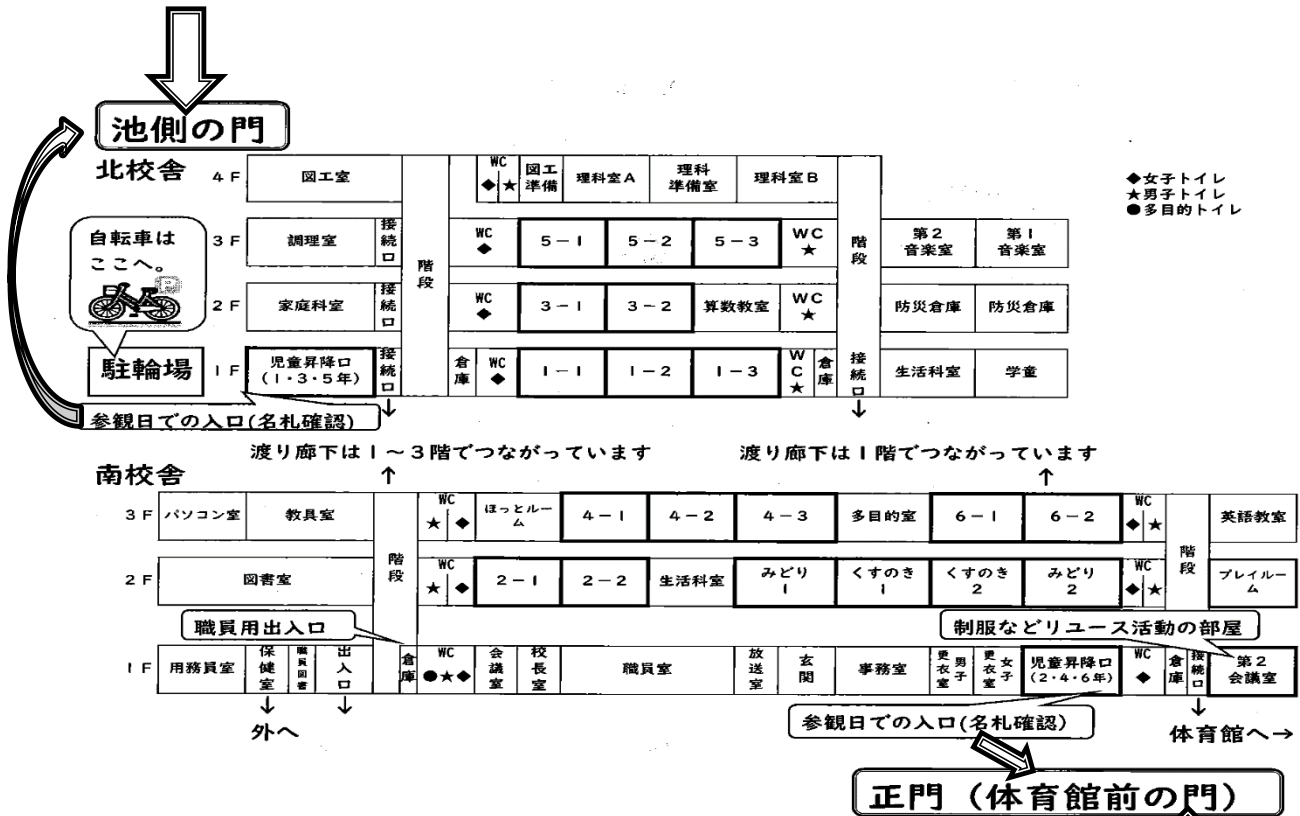 池側の門
北校舎
4F 図工室 WC ◆ ★ 図工準備 理科室A 理科準備室 理科室B
◆女子トイレ
★男子トイレ
●多目的トイレ
自転車は
ここへ。
3F 調理室 接続口 階段 WC ◆ 5-1 5-2 5-3 WC ★ 階段 第2音楽室 第1音楽室
2F 家庭科室 接続口 WC ◆ 3-1 3-2 算数教室 WC ★ 防災倉庫 防災倉庫
駐輪場
1F 児童昇降口(1・3・5年) 接続口 倉庫 WC ◆ 1-1 1-2 1-3 WC ★ 倉庫 接続口 生活科室 学童
参観日での入口(名札確認)
渡り廊下は1~3階でつながっています
渡り廊下は1階でつながっています
南校舎
3F パソコン室 教具室 WC ★ ◆ ほっとルーム 4-1 4-2 4-3 多目的室 6-1 6-2 WC ◆ ★ 英語教室
階段
階段
2F 図書室 WC ★ ◆ 2-1 2-2 生活科室 みどり1 くすのき1 くすのき2 みどり2 WC ◆ ★ プレイルーム
職員用出入口
制服などリユース活動の部屋
1F 用務員室 保健室 職員図書 出入口 倉庫 WC ●★◆ 会議室 校長室 職員室 放送室 玄関 事務室 男子更衣室 女子更衣室 児童昇降口(2・4・6年) WC ◆ 倉庫 接続口 第2会議室
外へ
参観日での入口(名札確認)
体育館へ→
正門(体育館前の門)